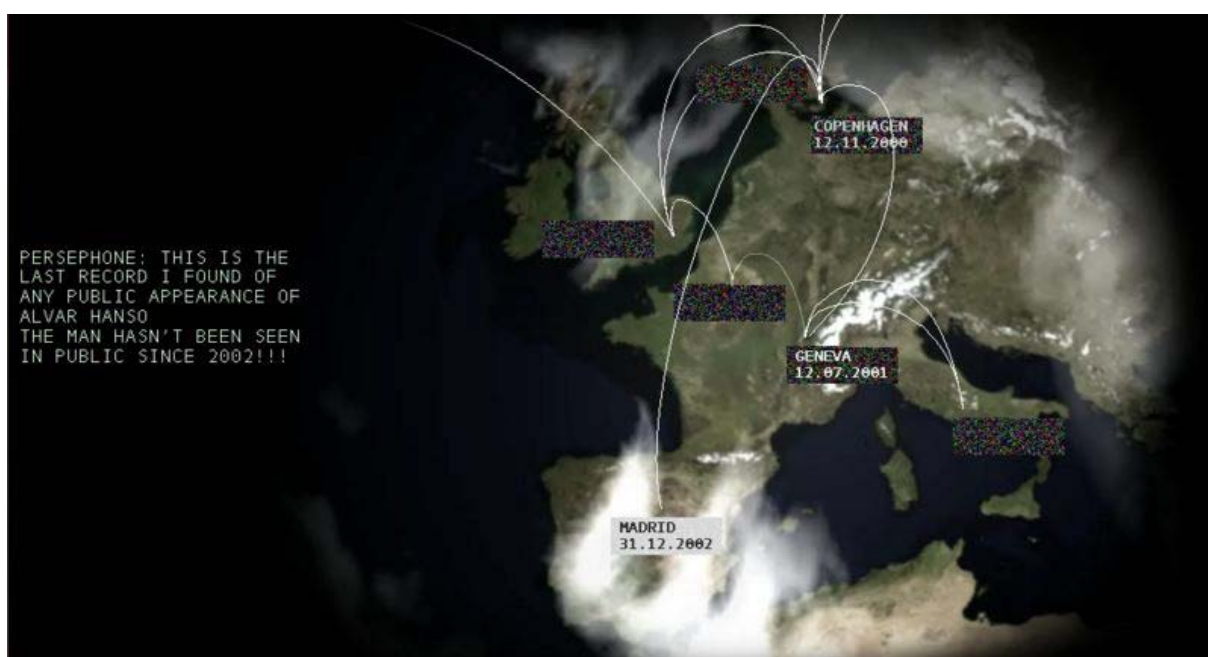 PERSEPHONE: THIS IS THE
LAST RECORD I FOUND OF
ANY PUBLIC APPEARANCE OF
ALVAR HANSO
THE MAN HASN'T BEEN SEEN
IN PUBLIC SINCE 2002!!!
COPENHAGEN
12.11.2000
GENEVA
12.07.2001
MADRID
31.12.2002